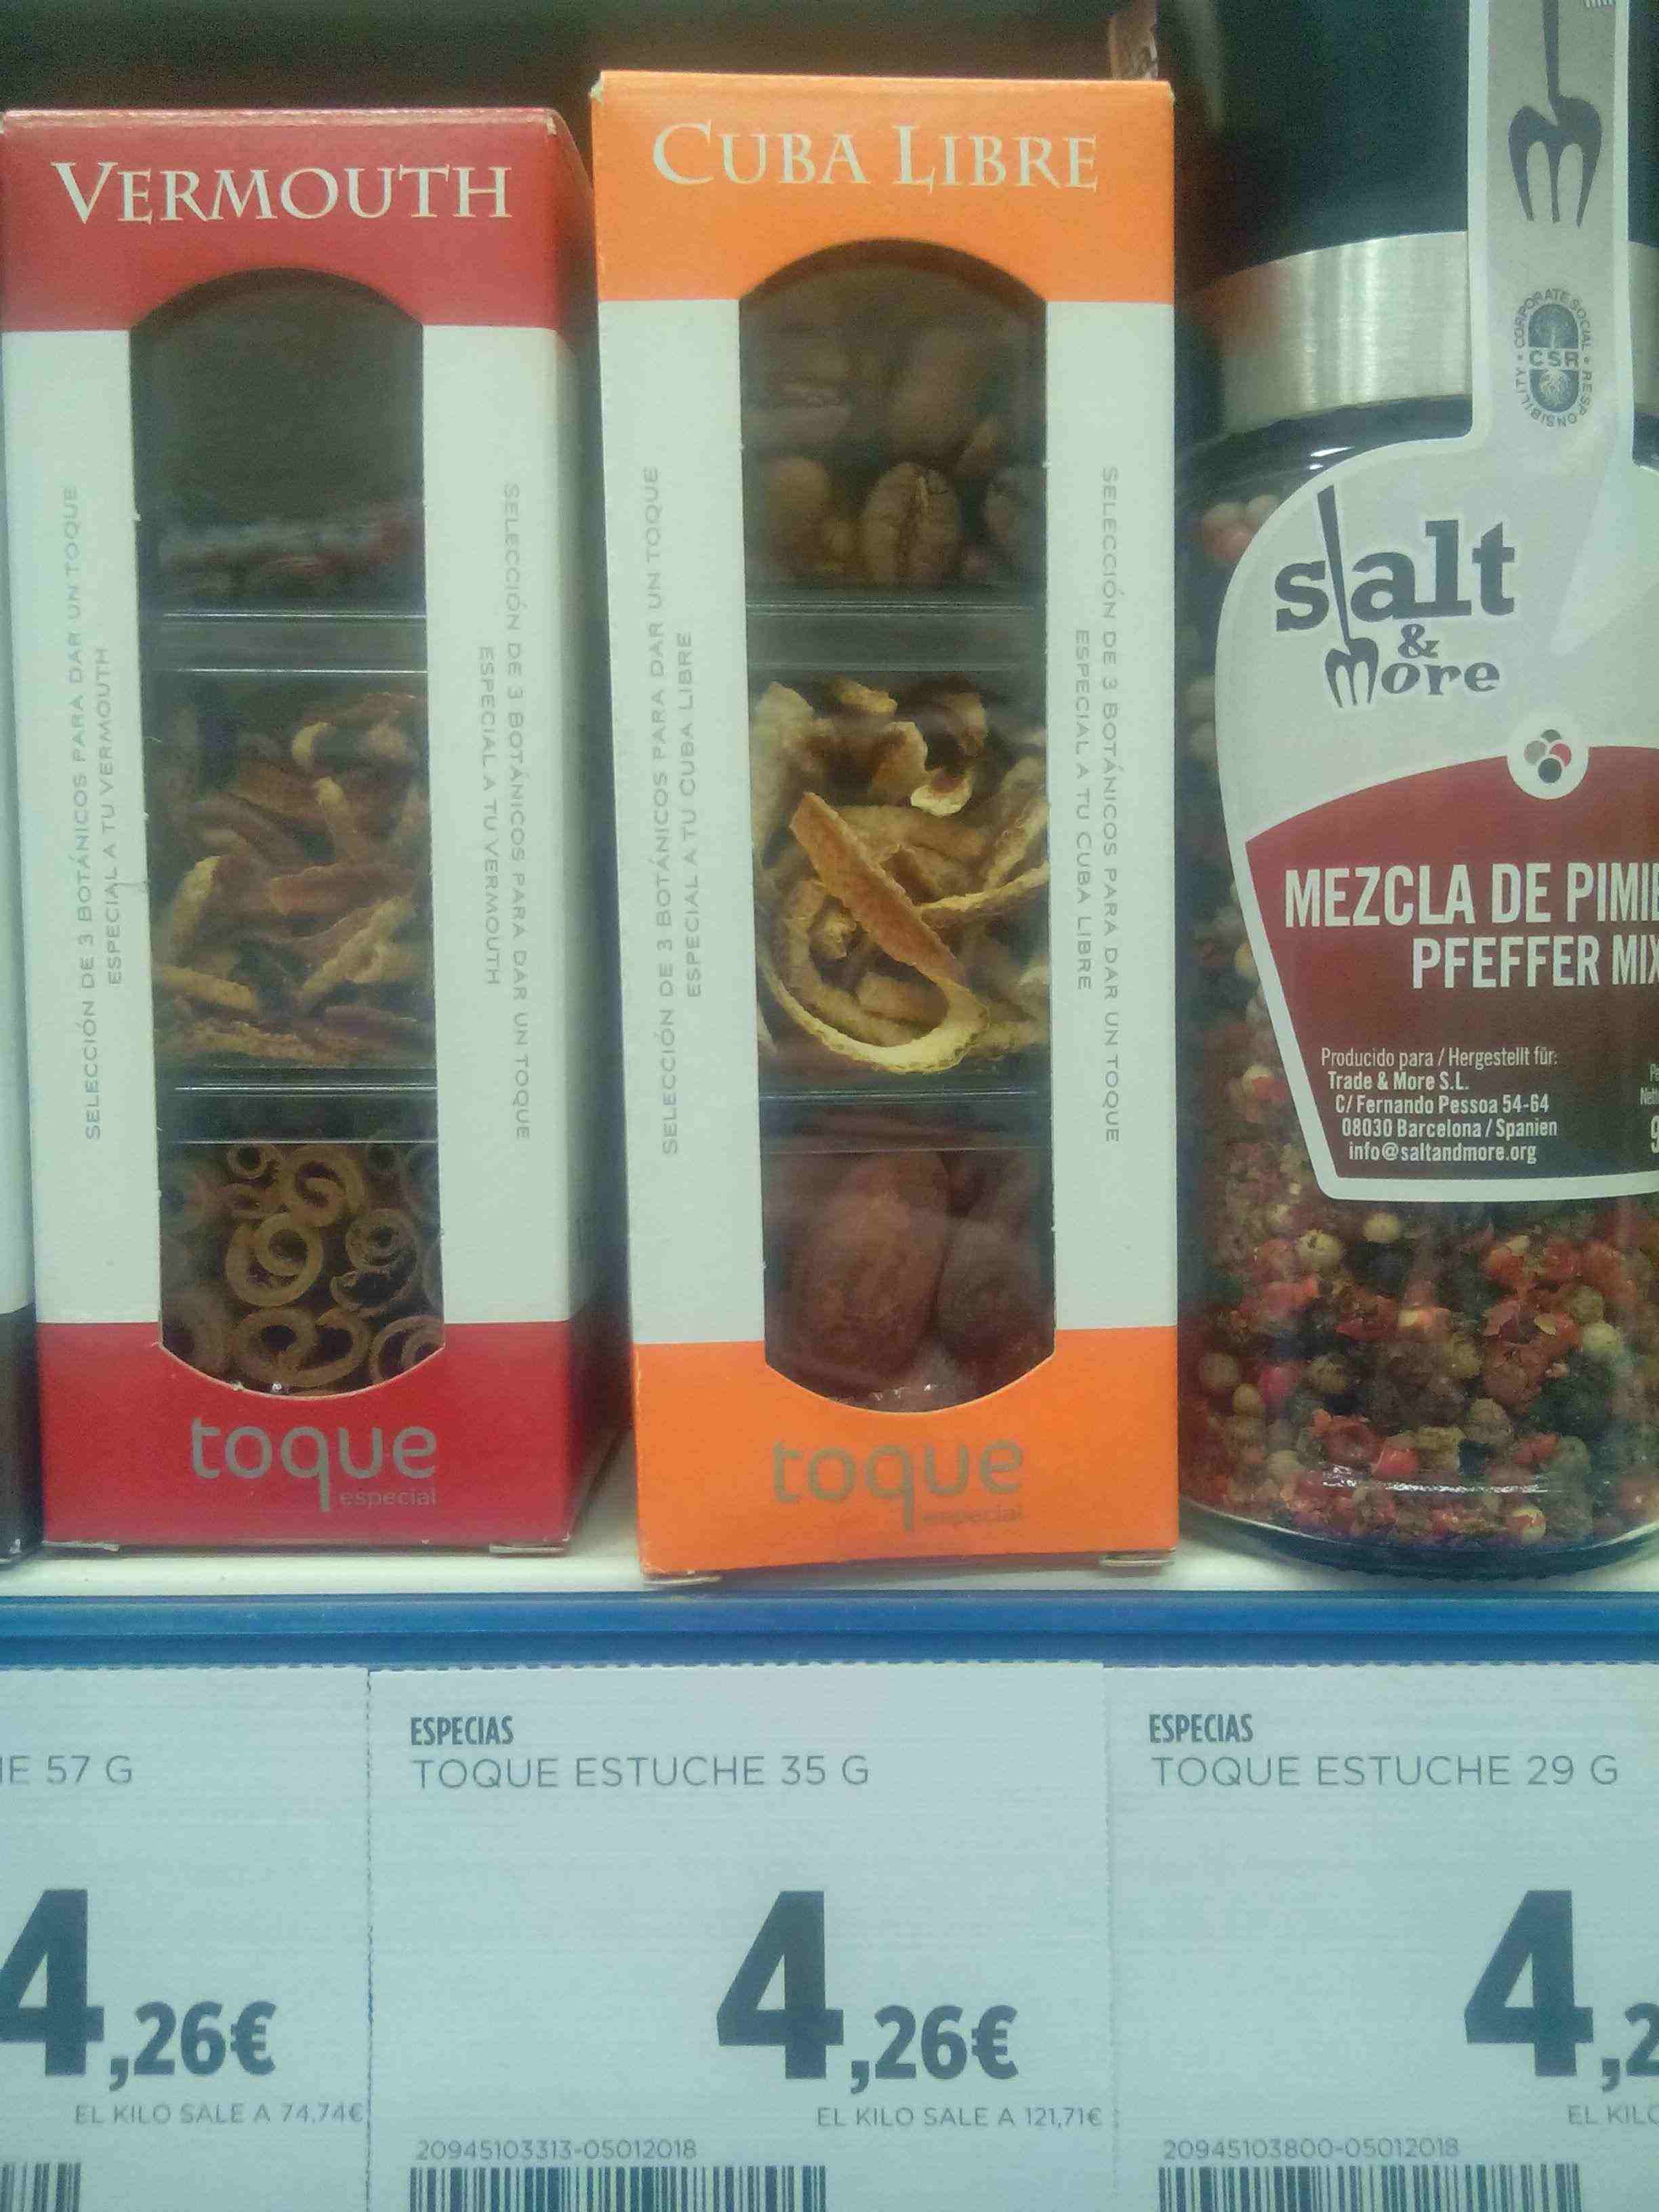 VERMOUTH
SELECCIÓN DE 3 BOTÁNICOS PARA DAR UN TOQUE
ESPECIAL A TU VERMOUTH
SELECCIÓN DE 3 BOTÁNICOS PARA DAR UN TOQUE
ESPECIAL A TU VERMOUTH
toque
especial
CUBA LIBRE
SELECCIÓN DE 3 BOTÁNICOS PARA DAR UN TOQUE
ESPECIAL A TU CUBA LIBRE
SELECCIÓN DE 3 BOTÁNICOS PARA DAR UN TOQUE
ESPECIAL A TU CUBA LIBRE
toque
especial
CORPORATE SOCIAL RESPONSIBILITY
CSR
salt
&
more
MEZCLA DE PIMIE
PFEFFER MIX
Producido para / Hergestellt für:
Trade & More S.L.
C/ Fernando Pessoa 54-64
08030 Barcelona / Spanien
info@saltandmore.org
HE 57 G
4,26€
EL KILO SALE A 74,74€
ESPECIAS
TOQUE ESTUCHE 35 G
4,26€
EL KILO SALE A 121,71€
20945103313-05012018
ESPECIAS
TOQUE ESTUCHE 29 G
4,2
EL KILO
20945103800-05012018